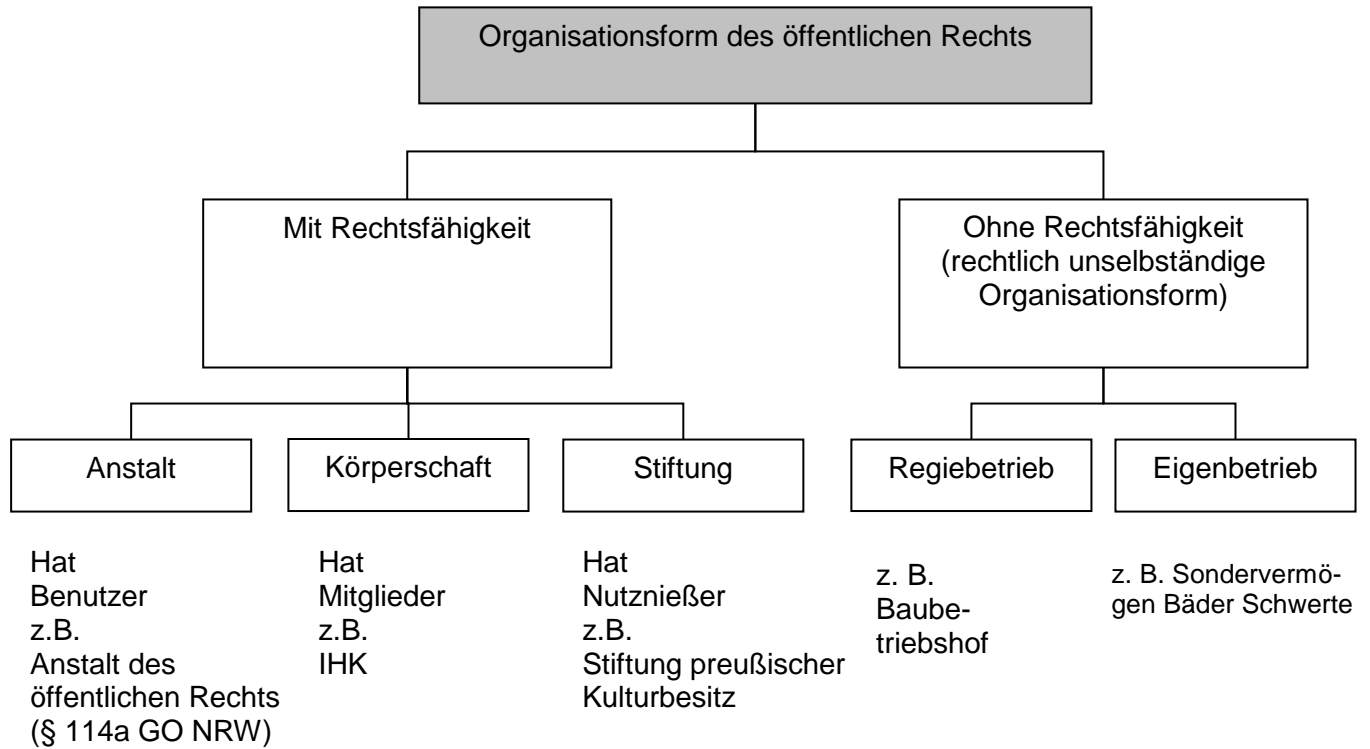 Organisationsform des öffentlichen Rechts
Mit Rechtsfähigkeit
Ohne Rechtsfähigkeit
(rechtlich unselbständige
Organisationsform)
Anstalt
Körperschaft
Stiftung
Regiebetrieb
Eigenbetrieb
Hat
Benutzer
z.B.
Anstalt des
öffentlichen Rechts
(§ 114a GO NRW)
Hat
Mitglieder
z.B.
IHK
Hat
Nutznießer
z.B.
Stiftung preußischer
Kulturbesitz
z. B.
Baube-
triebshof
z. B. Sondervermö-
gen Bäder Schwerte